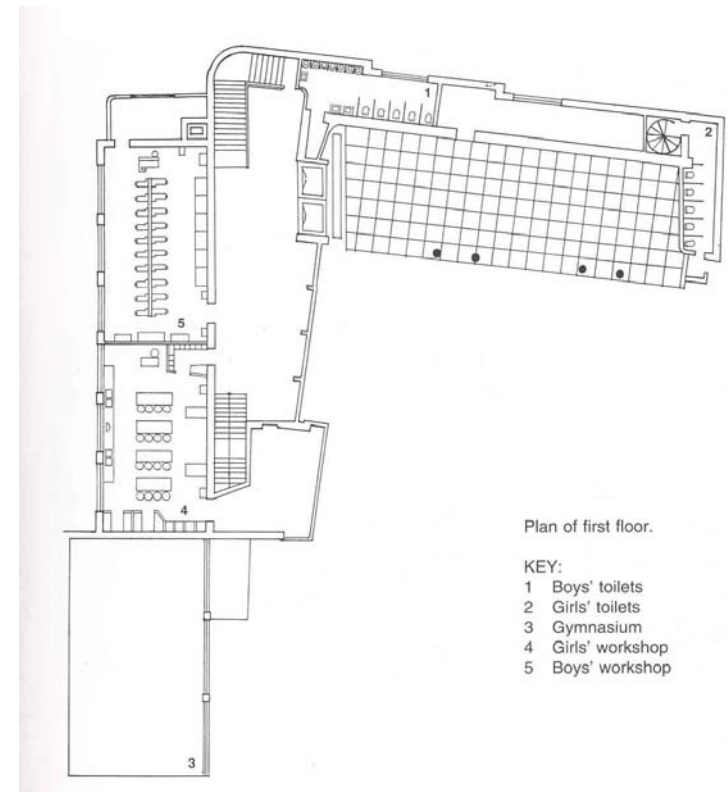 1
2
5
4
3
Plan of first floor.
KEY:
1 Boys' toilets
2 Girls' toilets
3 Gymnasium
4 Girls' workshop
5 Boys' workshop